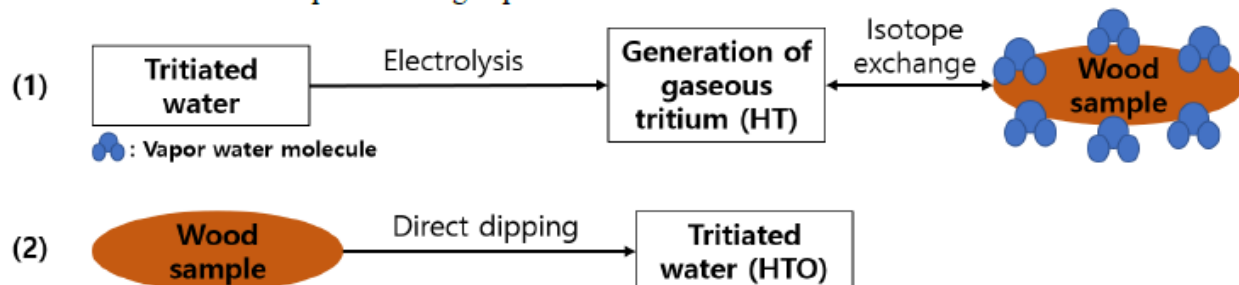 (1)
Tritiated
water
Electrolysis
Generation of
gaseous
tritium (HT)
Isotope
exchange
Wood
sample
: Vapor water molecule
(2)
Wood
sample
Direct dipping
Tritiated
water (HTO)